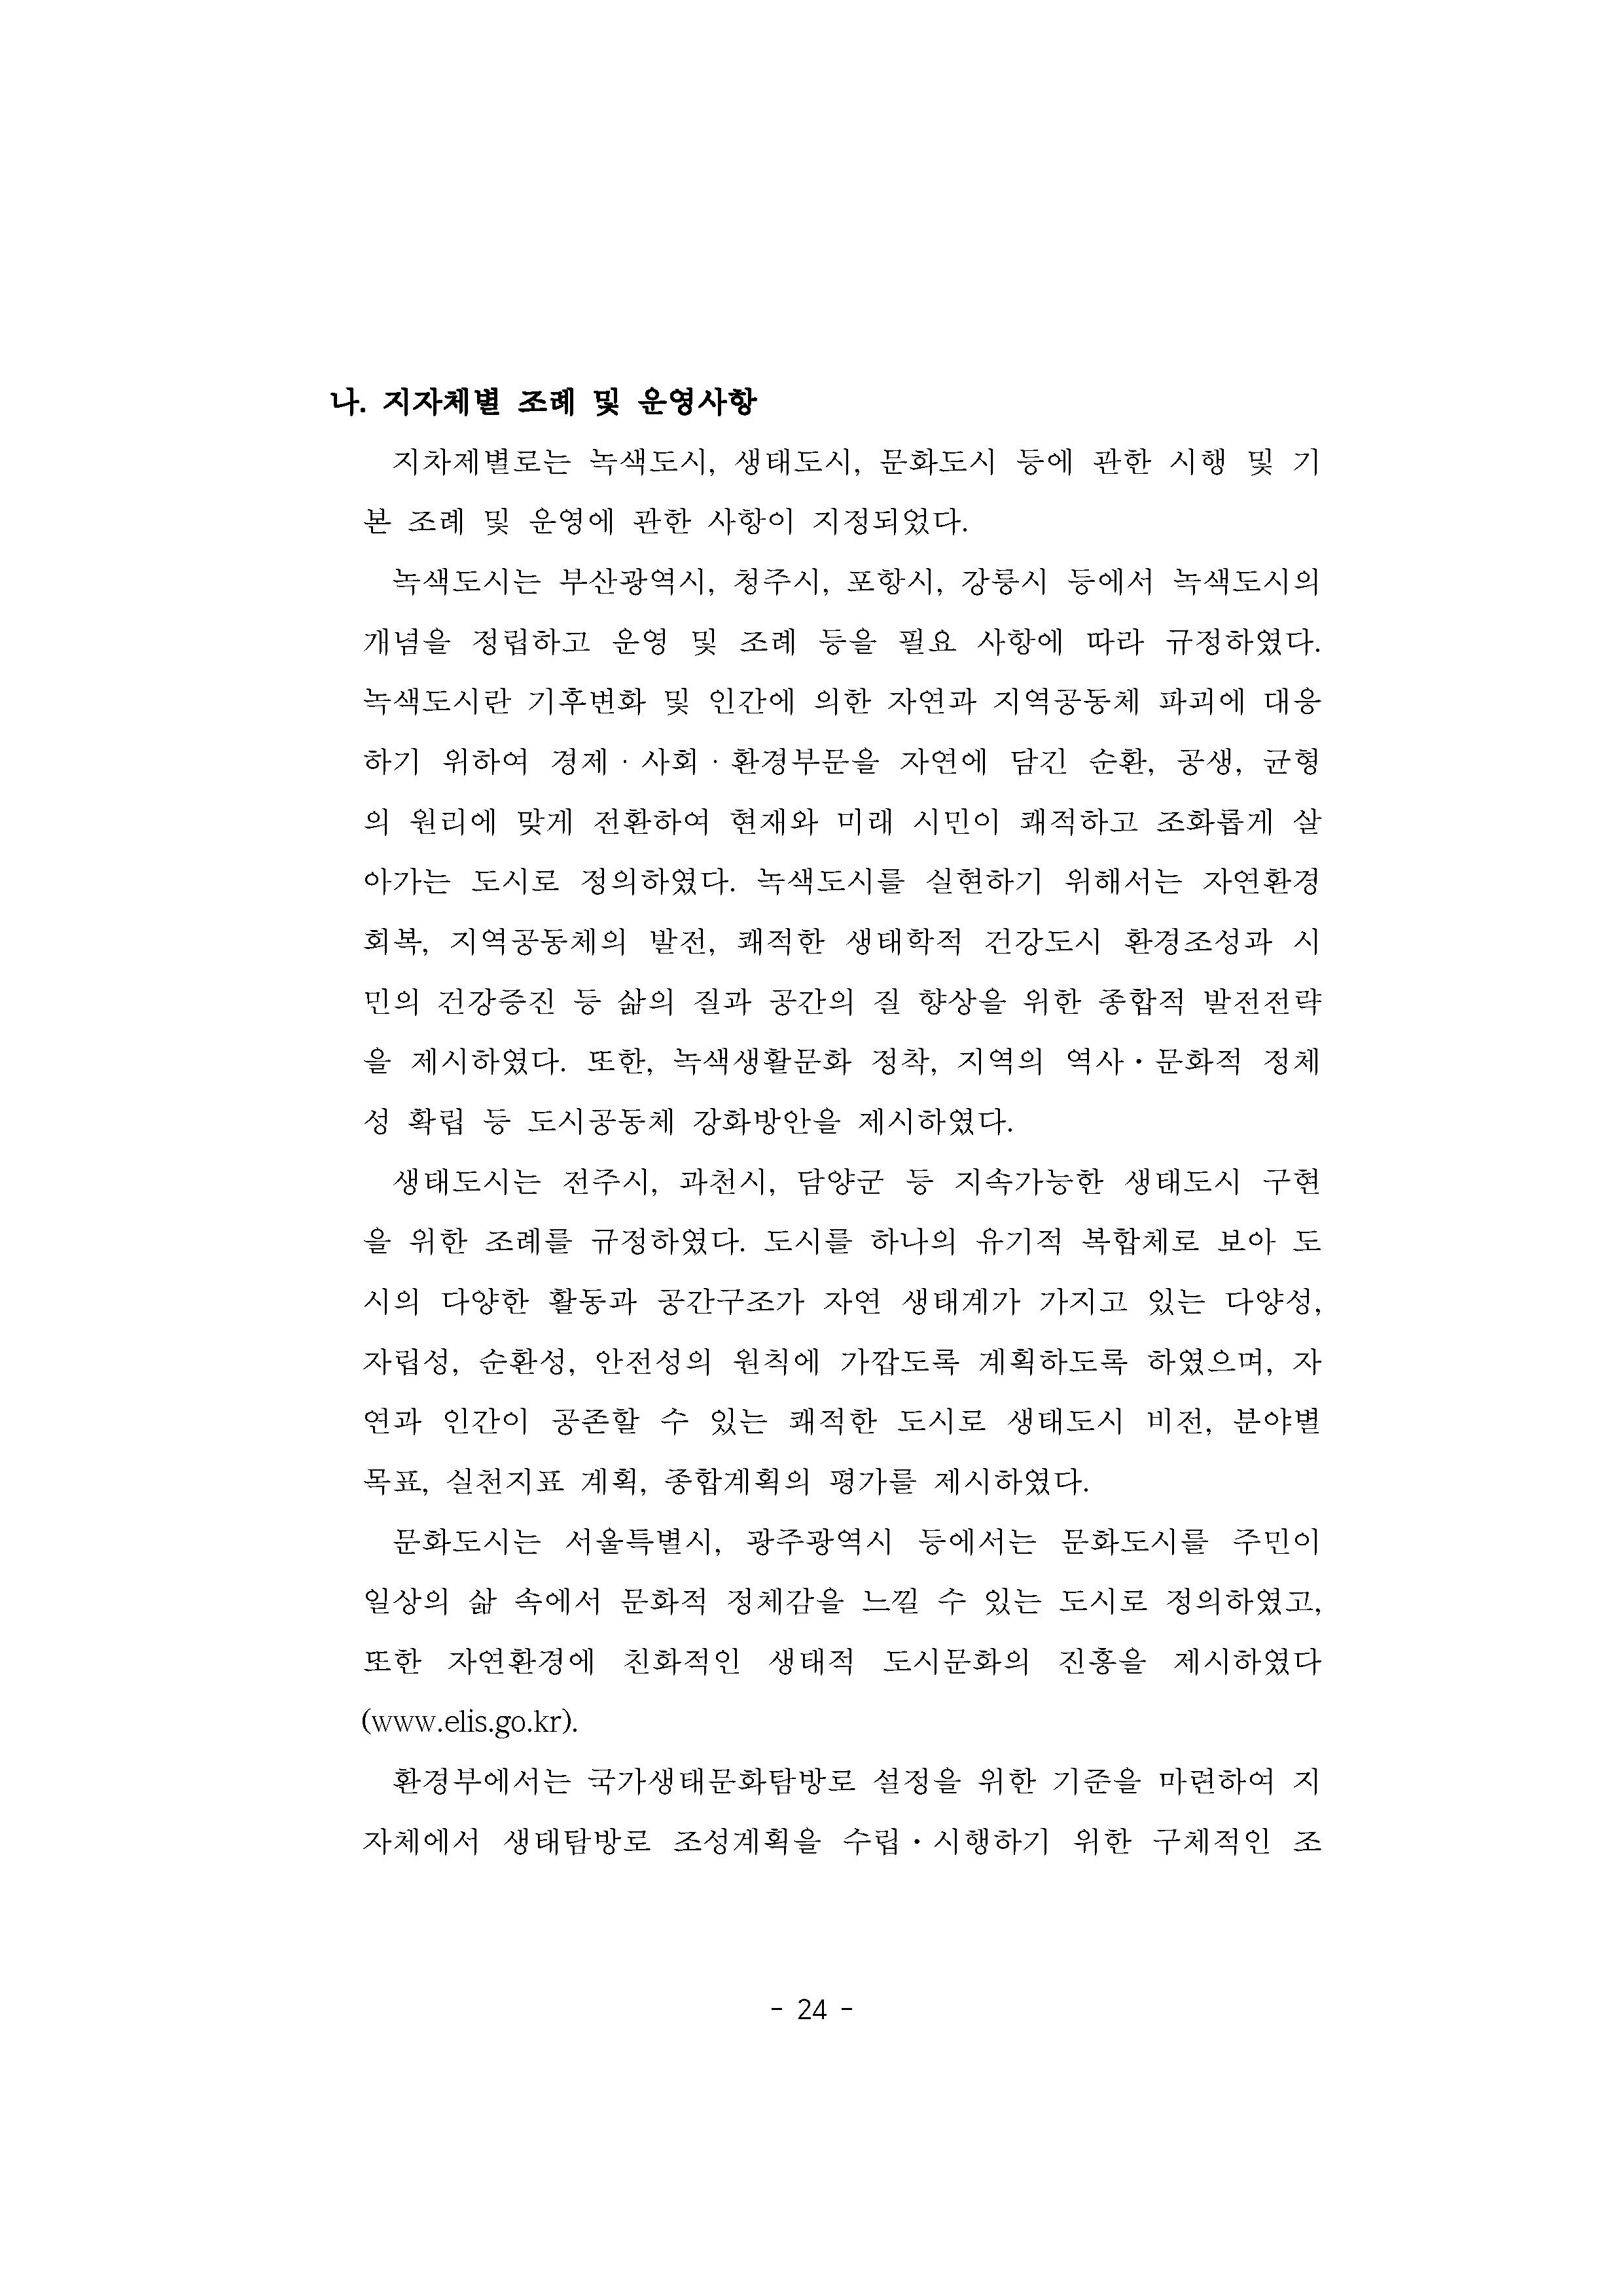 나. 지자체별 조례 및 운영사항
지차제별로는 녹색도시, 생태도시, 문화도시 등에 관한 시행 및 기
본 조례 및 운영에 관한 사항이 지정되었다.
녹색도시는 부산광역시, 청주시, 포항시, 강릉시 등에서 녹색도시의
개념을 정립하고 운영 및 조례 등을 필요 사항에 따라 규정하였다.
녹색도시란 기후변화 및 인간에 의한 자연과 지역공동체 파괴에 대응
하기 위하여 경제·사회·환경부문을 자연에 담긴 순환, 공생, 균형
의 원리에 맞게 전환하여 현재와 미래 시민이 쾌적하고 조화롭게 살
아가는 도시로 정의하였다. 녹색도시를 실현하기 위해서는 자연환경
회복, 지역공동체의 발전, 쾌적한 생태학적 건강도시 환경조성과 시
민의 건강증진 등 삶의 질과 공간의 질 향상을 위한 종합적 발전전략
을 제시하였다. 또한, 녹색생활문화 정착, 지역의 역사・문화적 정체
성 확립 등 도시공동체 강화방안을 제시하였다.
생태도시는 전주시, 과천시, 담양군 등 지속가능한 생태도시 구현
을 위한 조례를 규정하였다. 도시를 하나의 유기적 복합체로 보아 도
시의 다양한 활동과 공간구조가 자연 생태계가 가지고 있는 다양성,
자립성, 순환성, 안전성의 원칙에 가깝도록 계획하도록 하였으며, 자
연과 인간이 공존할 수 있는 쾌적한 도시로 생태도시 비전, 분야별
목표, 실천지표 계획, 종합계획의 평가를 제시하였다.
문화도시는 서울특별시, 광주광역시 등에서는 문화도시를 주민이
일상의 삶 속에서 문화적 정체감을 느낄 수 있는 도시로 정의하였고,
또한 자연환경에 친화적인 생태적 도시문화의 진흥을 제시하였다
(www.elis.go.kr).
환경부에서는 국가생태문화탐방로 설정을 위한 기준을 마련하여 지
자체에서 생태탐방로 조성계획을 수립・시행하기 위한 구체적인 조
- 24 -